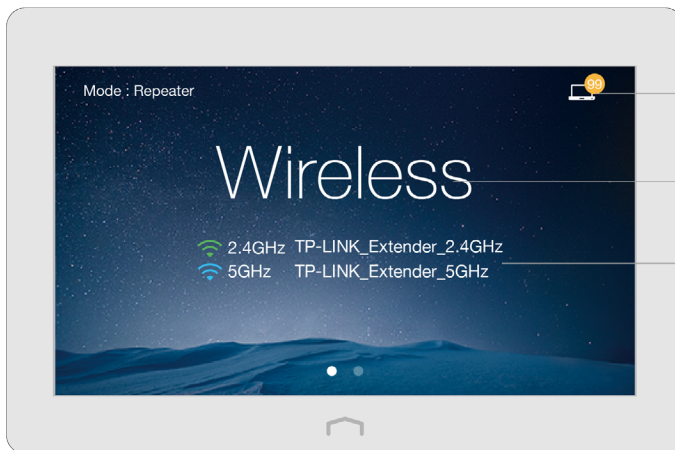 Mode : Repeater
99
Wireless
2.4GHz TP-LINK_Extender_2.4GHz
5GHz TP-LINK_Extender_5GHz